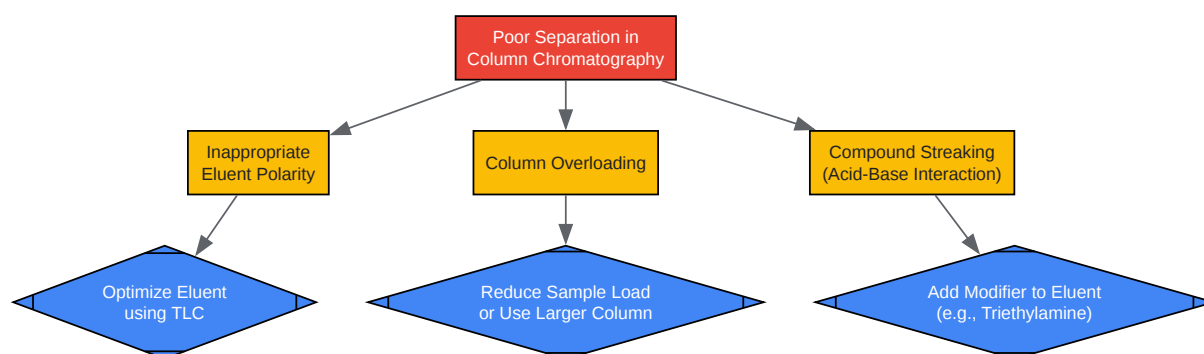 Poor Separation in
Column Chromatography
Inappropriate
Eluent Polarity
Column Overloading
Compound Streaking
(Acid-Base Interaction)
Optimize Eluent
using TLC
Reduce Sample Load
or Use Larger Column
Add Modifier to Eluent
(e.g., Triethylamine)